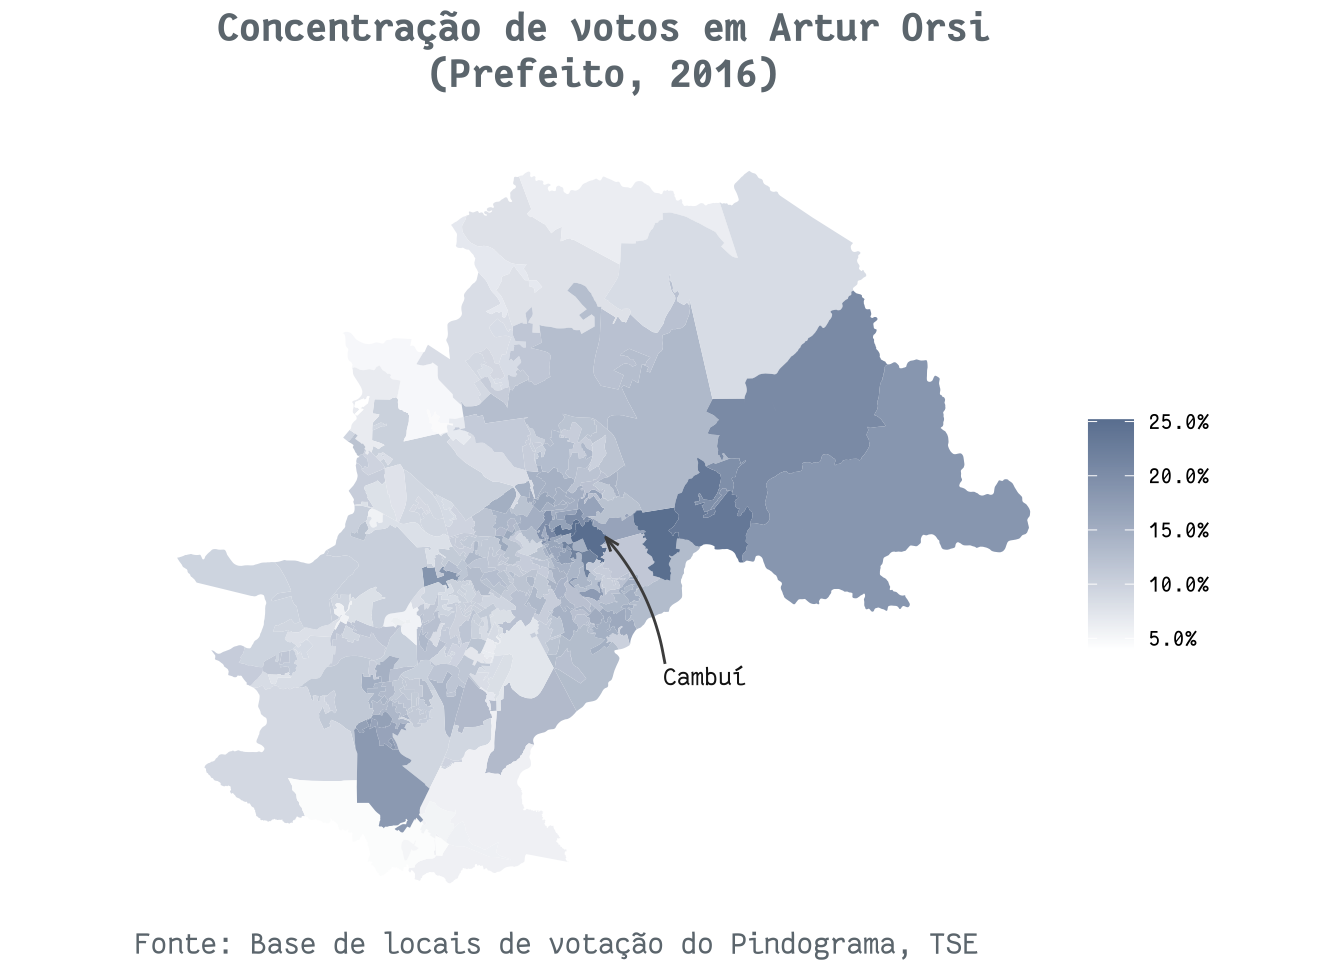 Concentração de votos em Artur Orsi
(Prefeito, 2016)
25.0%
20.0%
15.0%
10.0%
5.0%
Cambuí
Fonte: Base de locais de votação do Pindograma, TSE